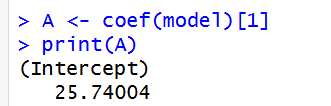 > A <- coef(model)[1]
> print(A)
(Intercept)
   25.74004